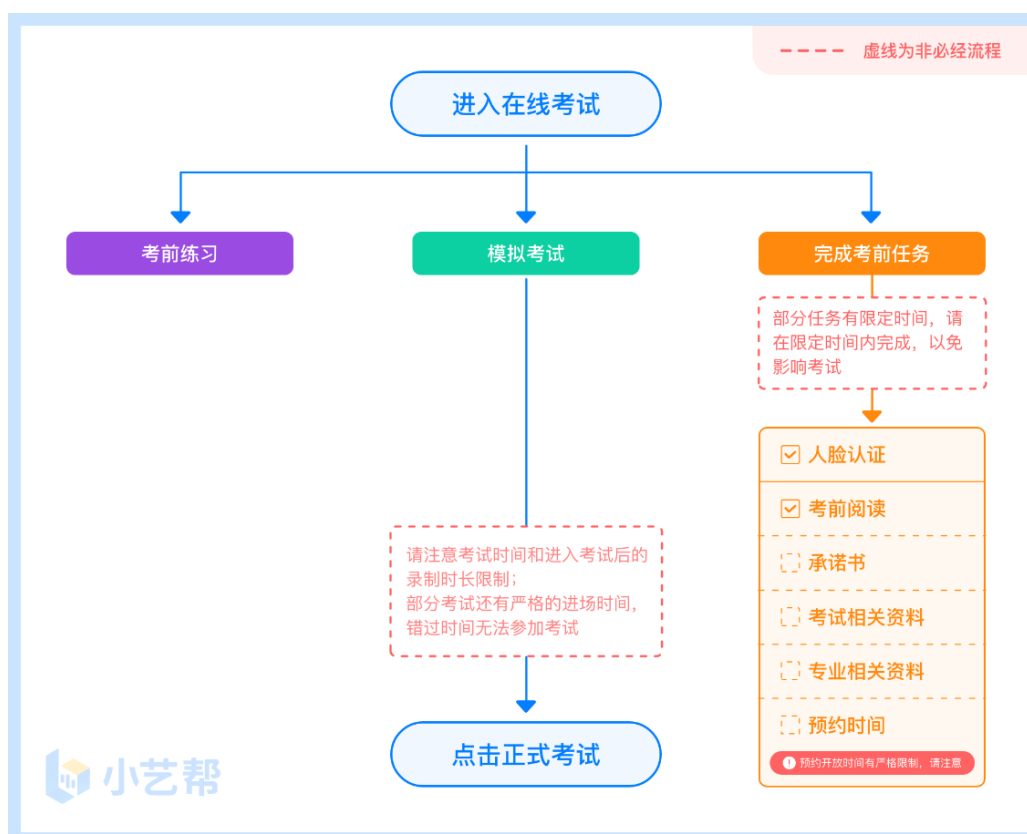 虚线为非必经流程
进入在线考试
考前练习
模拟考试
完成考前任务
部分任务有限定时间，请
在限定时间内完成，以免
影响考试
人脸认证
考前阅读
承诺书
考试相关资料
专业相关资料
预约时间
预约开放时间有严格限制，请注意
请注意考试时间和进入考试后的
录制时长限制；
部分考试还有严格的进场时间，
错过时间无法参加考试
点击正式考试
小艺帮